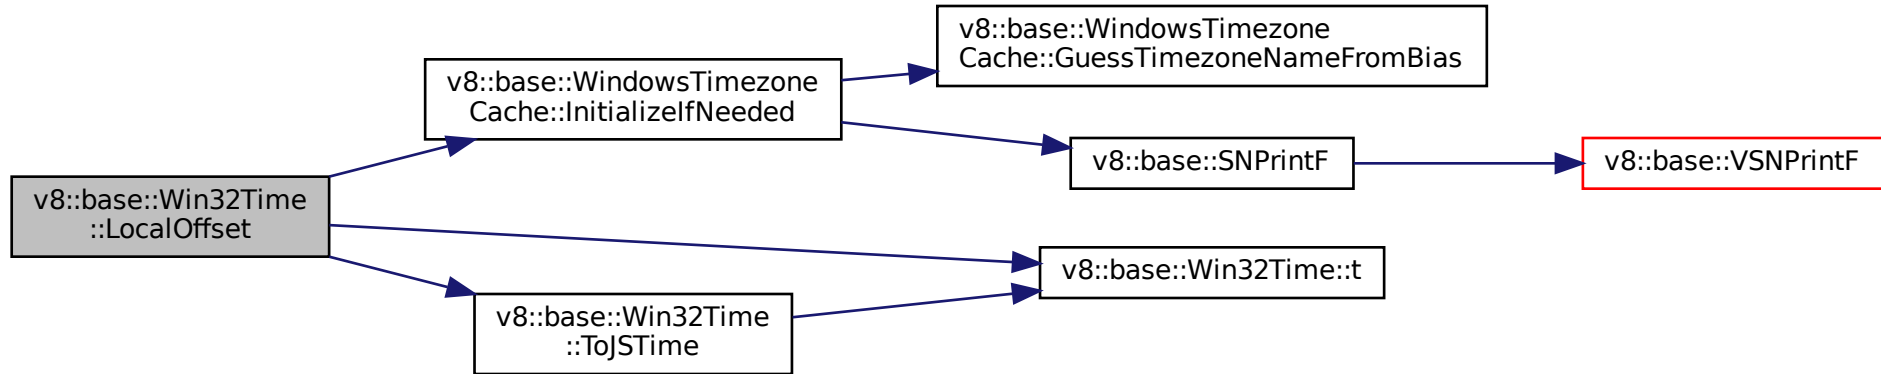 v8::base::Win32Time
::LocalOffset
v8::base::WindowsTimezone
Cache::InitializeIfNeeded
v8::base::WindowsTimezone
Cache::GuessTimezoneNameFromBias
v8::base::SNPrintF
v8::base::VSNPrintF
v8::base::Win32Time::t
v8::base::Win32Time
::ToJSTime